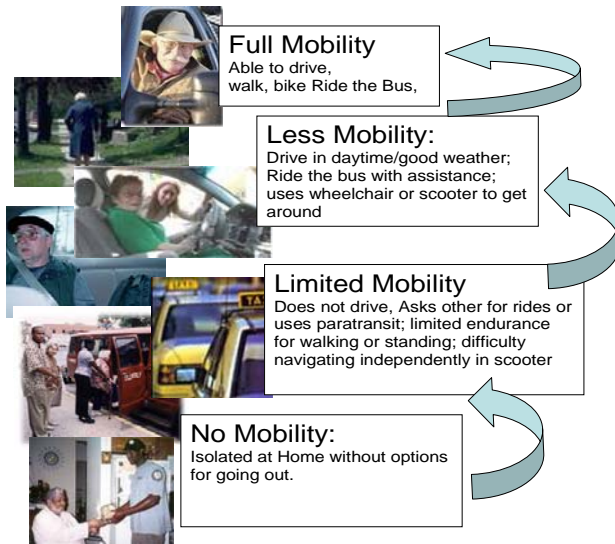 Full Mobility
Able to drive,
walk, bike Ride the Bus,
Less Mobility:
Drive in daytime/good weather;
Ride the bus with assistance;
uses wheelchair or scooter to get
around
Limited Mobility
Does not drive, Asks other for rides or
uses paratransit; limited endurance
for walking or standing; difficulty
navigating independently in scooter
TAXI
No Mobility:
Isolated at Home without options
for going out.